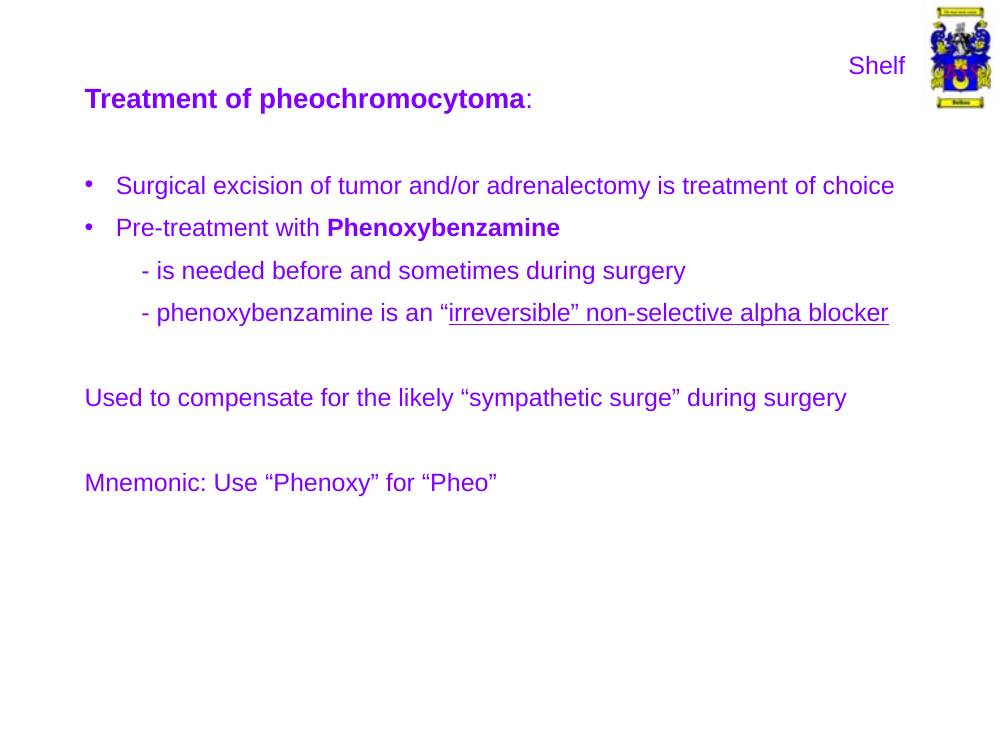 Shelf
Treatment of pheochromocytoma:
• Surgical excision of tumor and/or adrenalectomy is treatment of choice
• Pre-treatment with Phenoxybenzamine
- is needed before and sometimes during surgery
- phenoxybenzamine is an “irreversible” non-selective alpha blocker
Used to compensate for the likely “sympathetic surge” during surgery
Mnemonic: Use “Phenoxy” for “Pheo”